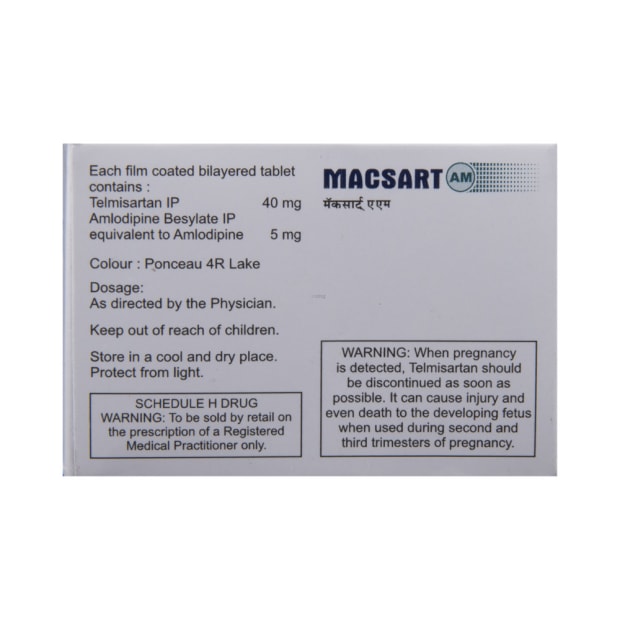 Each film coated bilayered tablet
contains :
Telmisartan IP 40 mg
Amlodipine Besylate IP
equivalent to Amlodipine 5 mg
Colour : Ponceau 4R Lake
Dosage:
As directed by the Physician.
Keep out of reach of children.
Store in a cool and dry place.
Protect from light.
SCHEDULE H DRUG
WARNING: To be sold by retail on
the prescription of a Registered
Medical Practitioner only.
MACSART AM
मॅकसार्ट् ए एम
WARNING: When pregnancy
is detected, Telmisartan should
be discontinued as soon as
possible. It can cause injury and
even death to the developing fetus
when used during second and
third trimesters of pregnancy.